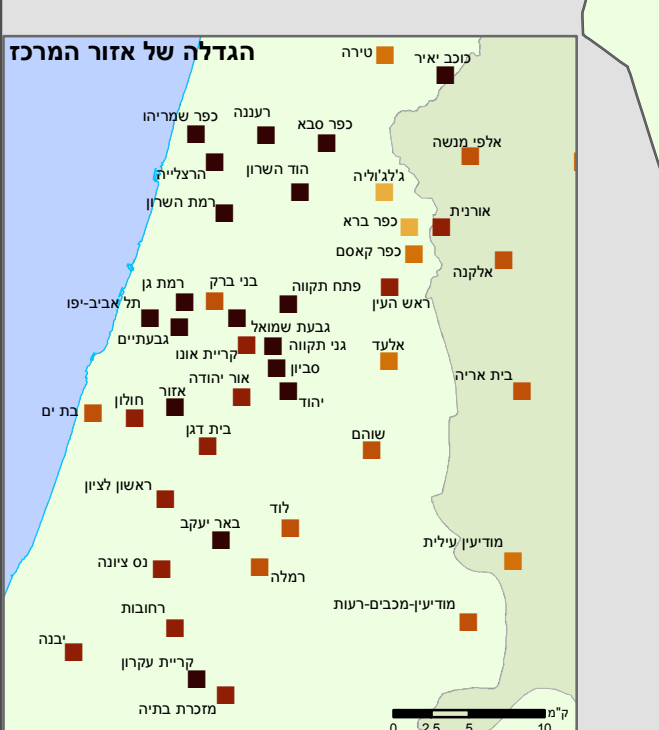 הגדלה של אזור המרכז
טירה
כוכב יאיר
כפר שמריהו
רעננה
כפר סבא
אלפי מנשה
הרצלייה
הוד השרון
ג'לג'וליה
רמת השרון
אורנית
כפר ברא
כפר קאסם
אלקנה
רמת גן
בני ברק
פתח תקווה
ראש העין
תל אביב-יפו
גבעת שמואל
גבעתיים
קריית אונו
גני תקווה
אלעד
סביון
אור יהודה
בית אריה
יהוד
אזור
חולון
בת ים
בית דגן
שוהם
ראשון לציון
לוד
באר יעקב
מודיעין עילית
נס ציונה
רמלה
רחובות
מודיעין-מכבים-רעות
יבנה
קריית עקרון
מזכרת בתיה
ק"מ
0 2.5 5 10